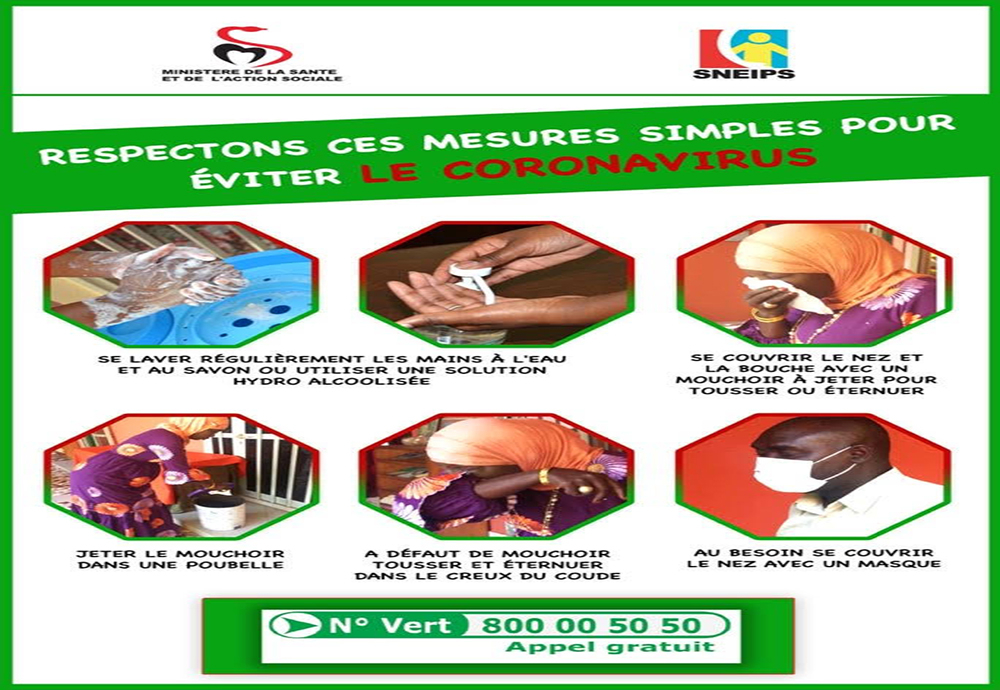 MINISTERE DE LA SANTE
ET DE L'ACTION SOCIALE
SNEIPS
RESPECTONS CES MESURES SIMPLES POUR
ÉVITER LE CORONAVIRUS
SE LAVER RÉGULIÈREMENT LES MAINS À L'EAU
ET AU SAVON OU UTILISER UNE SOLUTION
HYDRO ALCOOLISÉE
SE COUVRIR LE NEZ ET
LA BOUCHE AVEC UN
MOUCHOIR À JETER POUR
TOUSSER OU ÉTERNUER
JETER LE MOUCHOIR
DANS UNE POUBELLE
A DÉFAUT DE MOUCHOIR
TOUSSER ET ÉTERNUER
DANS LE CREUX DU COUDE
AU BESOIN SE COUVRIR
LE NEZ AVEC UN MASQUE
N° Vert 800 00 50 50
Appel gratuit